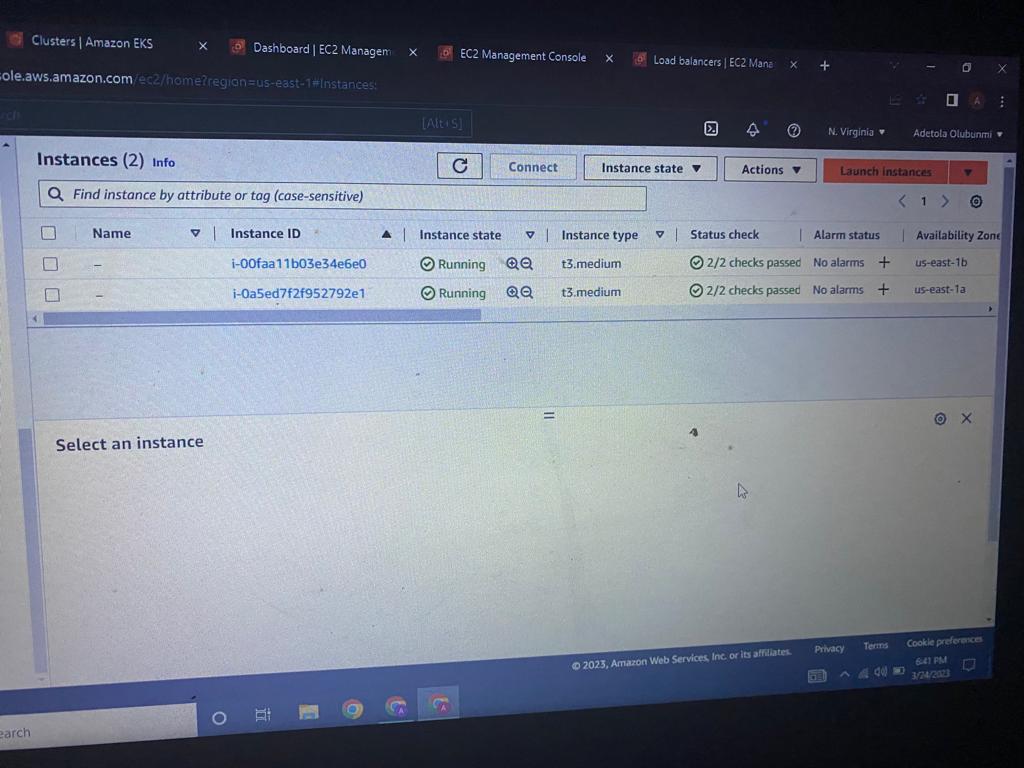 Clusters | Amazon EKS
Dashboard | EC2 Managem
EC2 Management Console
Load balancers | EC2 Mana
ole.aws.amazon.com/ec2/home?region=us-east-1#Instances:
[Alt+S]
N. Virginia
Adetola Olubunmi
Instances (2) Info
Connect
Instance state
Actions
Launch instances
Find instance by attribute or tag (case-sensitive)
1
Name Instance ID Instance state Instance type Status check Alarm status Availability Zone
– i-00faa11b03e34e6e0 Running t3.medium 2/2 checks passed No alarms + us-east-1b
– i-0a5ed7f2f952792e1 Running t3.medium 2/2 checks passed No alarms + us-east-1a
Select an instance
© 2023, Amazon Web Services, Inc. or its affiliates. Privacy Terms Cookie preferences
6:41 PM
3/24/2023
earch